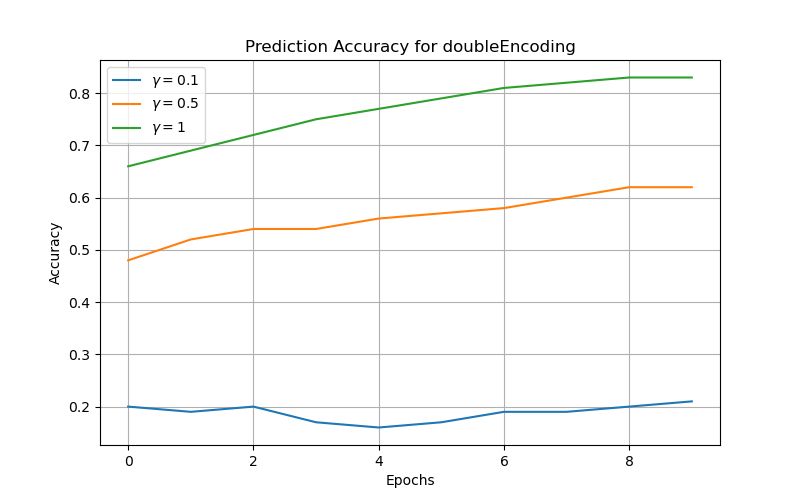 Prediction Accuracy for doubleEncoding
γ = 0.1
γ = 0.5
γ = 1
Accuracy
0.8
0.7
0.6
0.5
0.4
0.3
0.2
0 2 4 6 8
Epochs